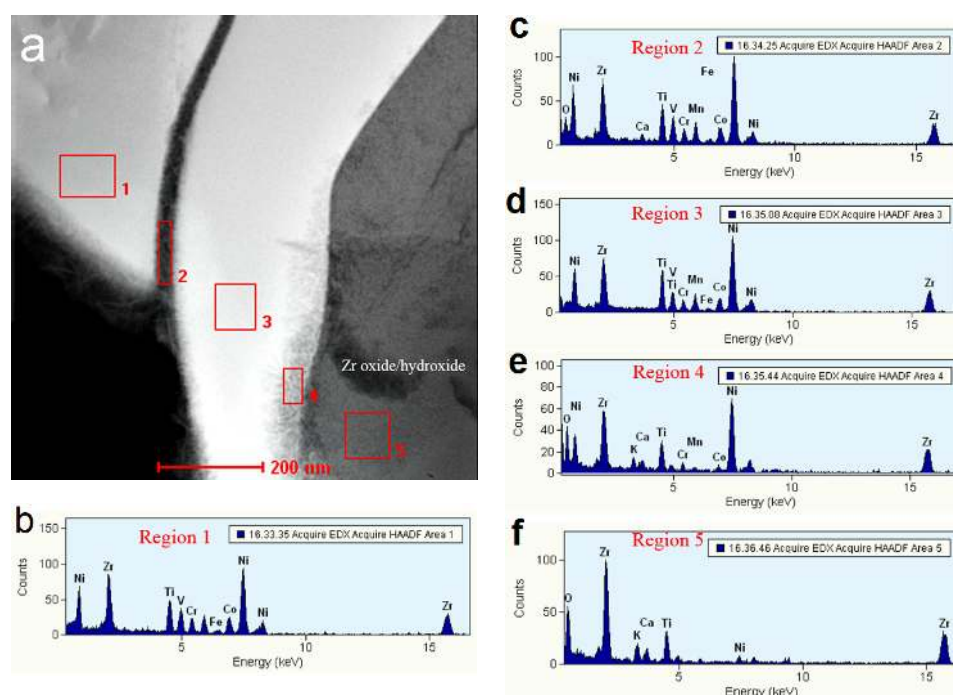 a
1
2
3
4
5
Zr oxide/hydroxide
200 nm
b
Region 1
16.33.35 Acquire EDX Acquire HAADF Area 1
Counts
150
100
50
0
Ni Zr Ti V Cr Fe Co Ni Ni Zr
5 10 15
Energy (keV)
c
Region 2
16.34.25 Acquire EDX Acquire HAADF Area 2
Counts
100
50
0
O Ni Zr Ca Ti V Cr Mn Fe Co Ni Zr
5 10 15
Energy (keV)
d
Region 3
16.35.08 Acquire EDX Acquire HAADF Area 3
Counts
150
100
50
0
Ni Zr Ti V Ti Cr Mn Fe Co Ni Ni Zr
5 10 15
Energy (keV)
e
Region 4
16.35.44 Acquire EDX Acquire HAADF Area 4
Counts
100
80
60
40
20
0
O Ni Zr K Ca Ti Cr Mn Co Ni Zr
5 10 15
Energy (keV)
f
Region 5
16.36.46 Acquire EDX Acquire HAADF Area 5
Counts
100
50
0
O Zr K Ca Ti Ni Zr
5 10 15
Energy (keV)